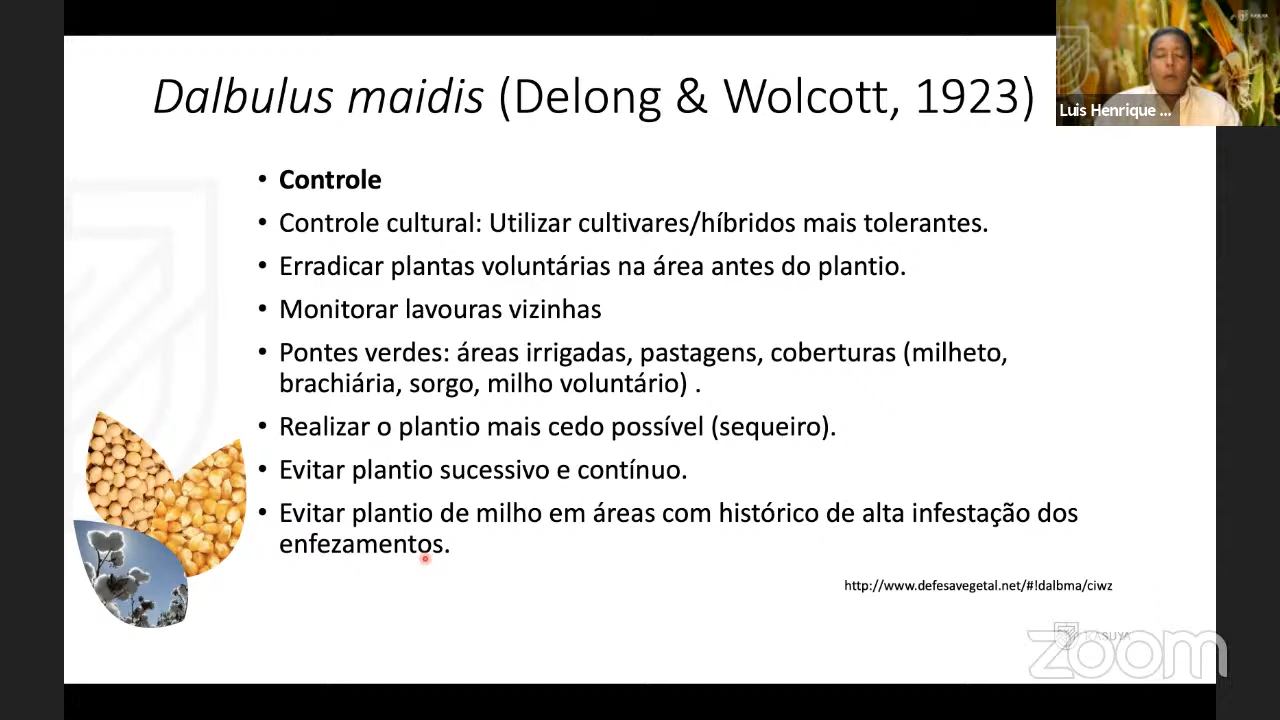 Dalbulus maidis (Delong & Wolcott, 1923)
Luis Henrique ...
• Controle
• Controle cultural: Utilizar cultivares/híbridos mais tolerantes.
• Erradicar plantas voluntárias na área antes do plantio.
• Monitorar lavouras vizinhas
• Pontes verdes: áreas irrigadas, pastagens, coberturas (milheto,
brachiária, sorgo, milho voluntário) .
• Realizar o plantio mais cedo possível (sequeiro).
• Evitar plantio sucessivo e contínuo.
• Evitar plantio de milho em áreas com histórico de alta infestação dos
enfezamentos.
http://www.defesavegetal.net/#!dalbma/ciwz
KASUYA
zoom